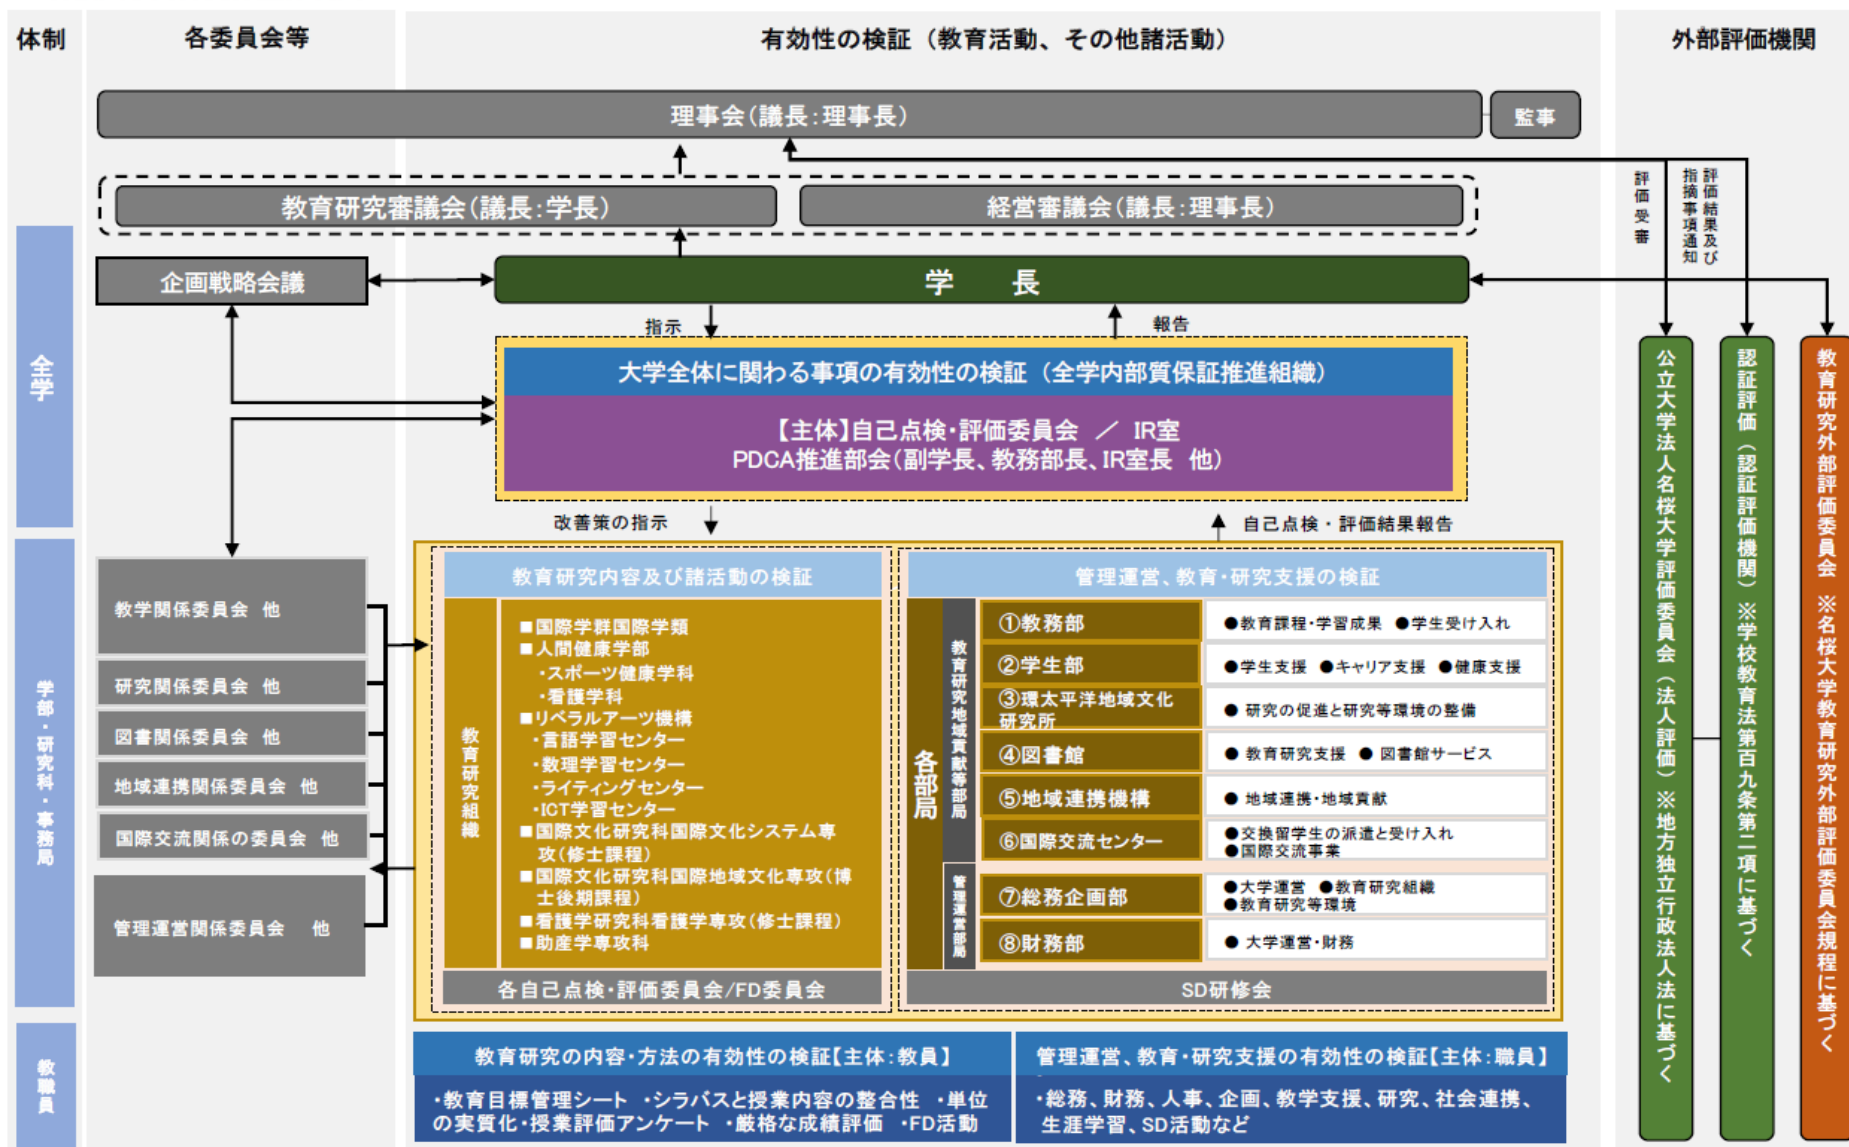 体制
各委員会等
有効性の検証（教育活動、その他諸活動）
外部評価機関
理事会（議長：理事長）
監事
教育研究審議会（議長：学長）
経営審議会（議長：理事長）
評価受審
評価結果及び
指摘事項通知
企画戦略会議
学　　長
指示
報告
全学
大学全体に関わる事項の有効性の検証（全学内部質保証推進組織）
【主体】自己点検・評価委員会　／　IR室
PDCA推進部会（副学長、教務部長、IR室長　他）
改善策の指示
自己点検・評価結果報告
学部・研究科・事務局
教学関係委員会　他
研究関係委員会　他
図書関係委員会　他
地域連携関係委員会　他
国際交流関係の委員会　他
管理運営関係委員会　他
教育研究内容及び諸活動の検証
教育研究組織
■国際学群国際学類
■人間健康学部
・スポーツ健康学科
・看護学科
■リベラルアーツ機構
・言語学習センター
・数理学習センター
・ライティングセンター
・ICT学習センター
■国際文化研究科国際文化システム専
攻（修士課程）
■国際文化研究科国際地域文化専攻（博
士後期課程）
■看護学研究科看護学専攻（修士課程）
■助産学専攻科
各自己点検・評価委員会/FD委員会
管理運営、教育・研究支援の検証
各部局
教育研究地域貢献等部局
①教務部
●教育課程・学習成果　●学生受け入れ
②学生部
●学生支援　●キャリア支援　●健康支援
③環太平洋地域文化
研究所
● 研究の促進と研究等環境の整備
④図書館
● 教育研究支援　● 図書館サービス
⑤地域連携機構
● 地域連携・地域貢献
⑥国際交流センター
●交換留学生の派遣と受け入れ
●国際交流事業
管理運営部局
⑦総務企画部
●大学運営　●教育研究組織
●教育研究等環境
⑧財務部
● 大学運営・財務
SD研修会
教職員
教育研究の内容・方法の有効性の検証【主体：教員】
・教育目標管理シート　・シラバスと授業内容の整合性　・単位
の実質化・授業評価アンケート　・厳格な成績評価　・FD活動
管理運営、教育・研究支援の有効性の検証【主体：職員】
・総務、財務、人事、企画、教学支援、研究、社会連携、
生涯学習、SD活動など
公立大学法人名桜大学評価委員会（法人評価）※地方独立行政法人法に基づく
認証評価（認証評価機関）※学校教育法第百九条第二項に基づく
教育研究外部評価委員会　※名桜大学教育研究外部評価委員会規程に基づく